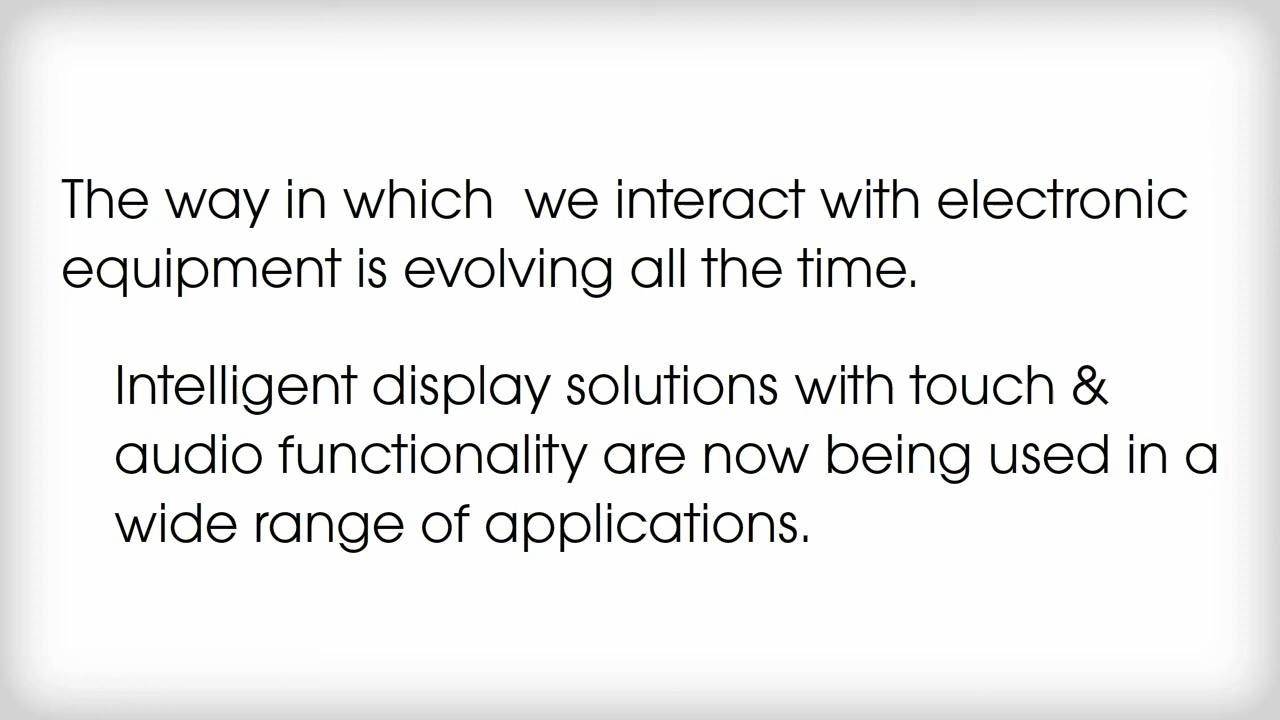 The way in which  we interact with electronic
equipment is evolving all the time.
Intelligent display solutions with touch &
audio functionality are now being used in a
wide range of applications.